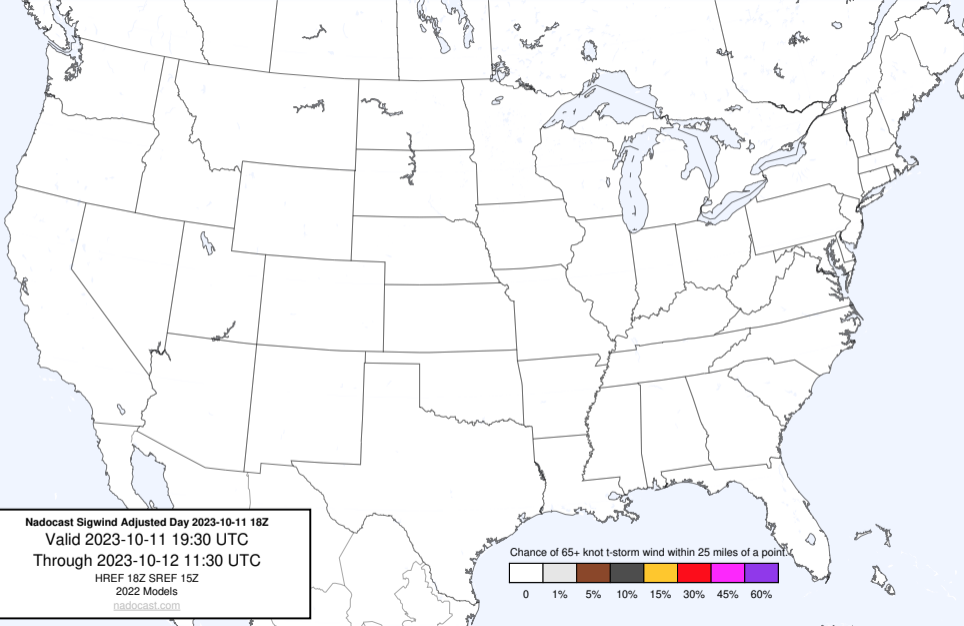 Nadocast Sigwind Adjusted Day 2023-10-11 18Z
Valid 2023-10-11 19:30 UTC
Through 2023-10-12 11:30 UTC
HREF 18Z SREF 15Z
2022 Models
nadocast.com
Chance of 65+ knot t-storm wind within 25 miles of a point.
0 1% 5% 10% 15% 30% 45% 60%